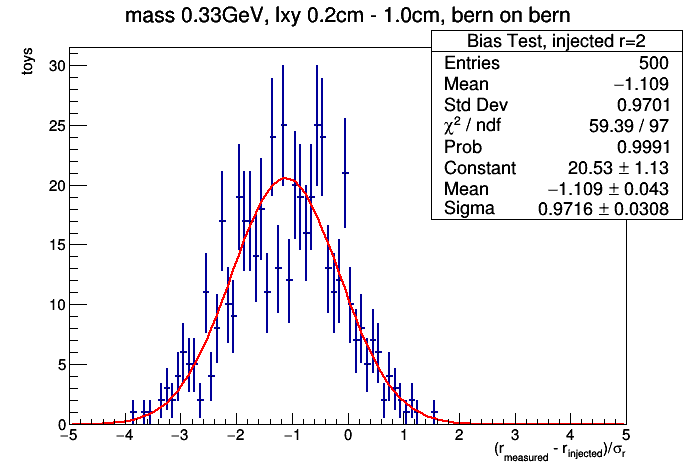 mass 0.33GeV, lxy 0.2cm - 1.0cm, bern on bern
Bias Test, injected r=2
Entries 500
Mean −1.109
Std Dev 0.9701
χ² / ndf 59.39 / 97
Prob 0.9991
Constant 20.53 ± 1.13
Mean −1.109 ± 0.043
Sigma 0.9716 ± 0.0308
toys
30
25
20
15
10
5
0
−5 −4 −3 −2 −1 0 1 2 3 4 5
(r_measured - r_injected)/σ_r